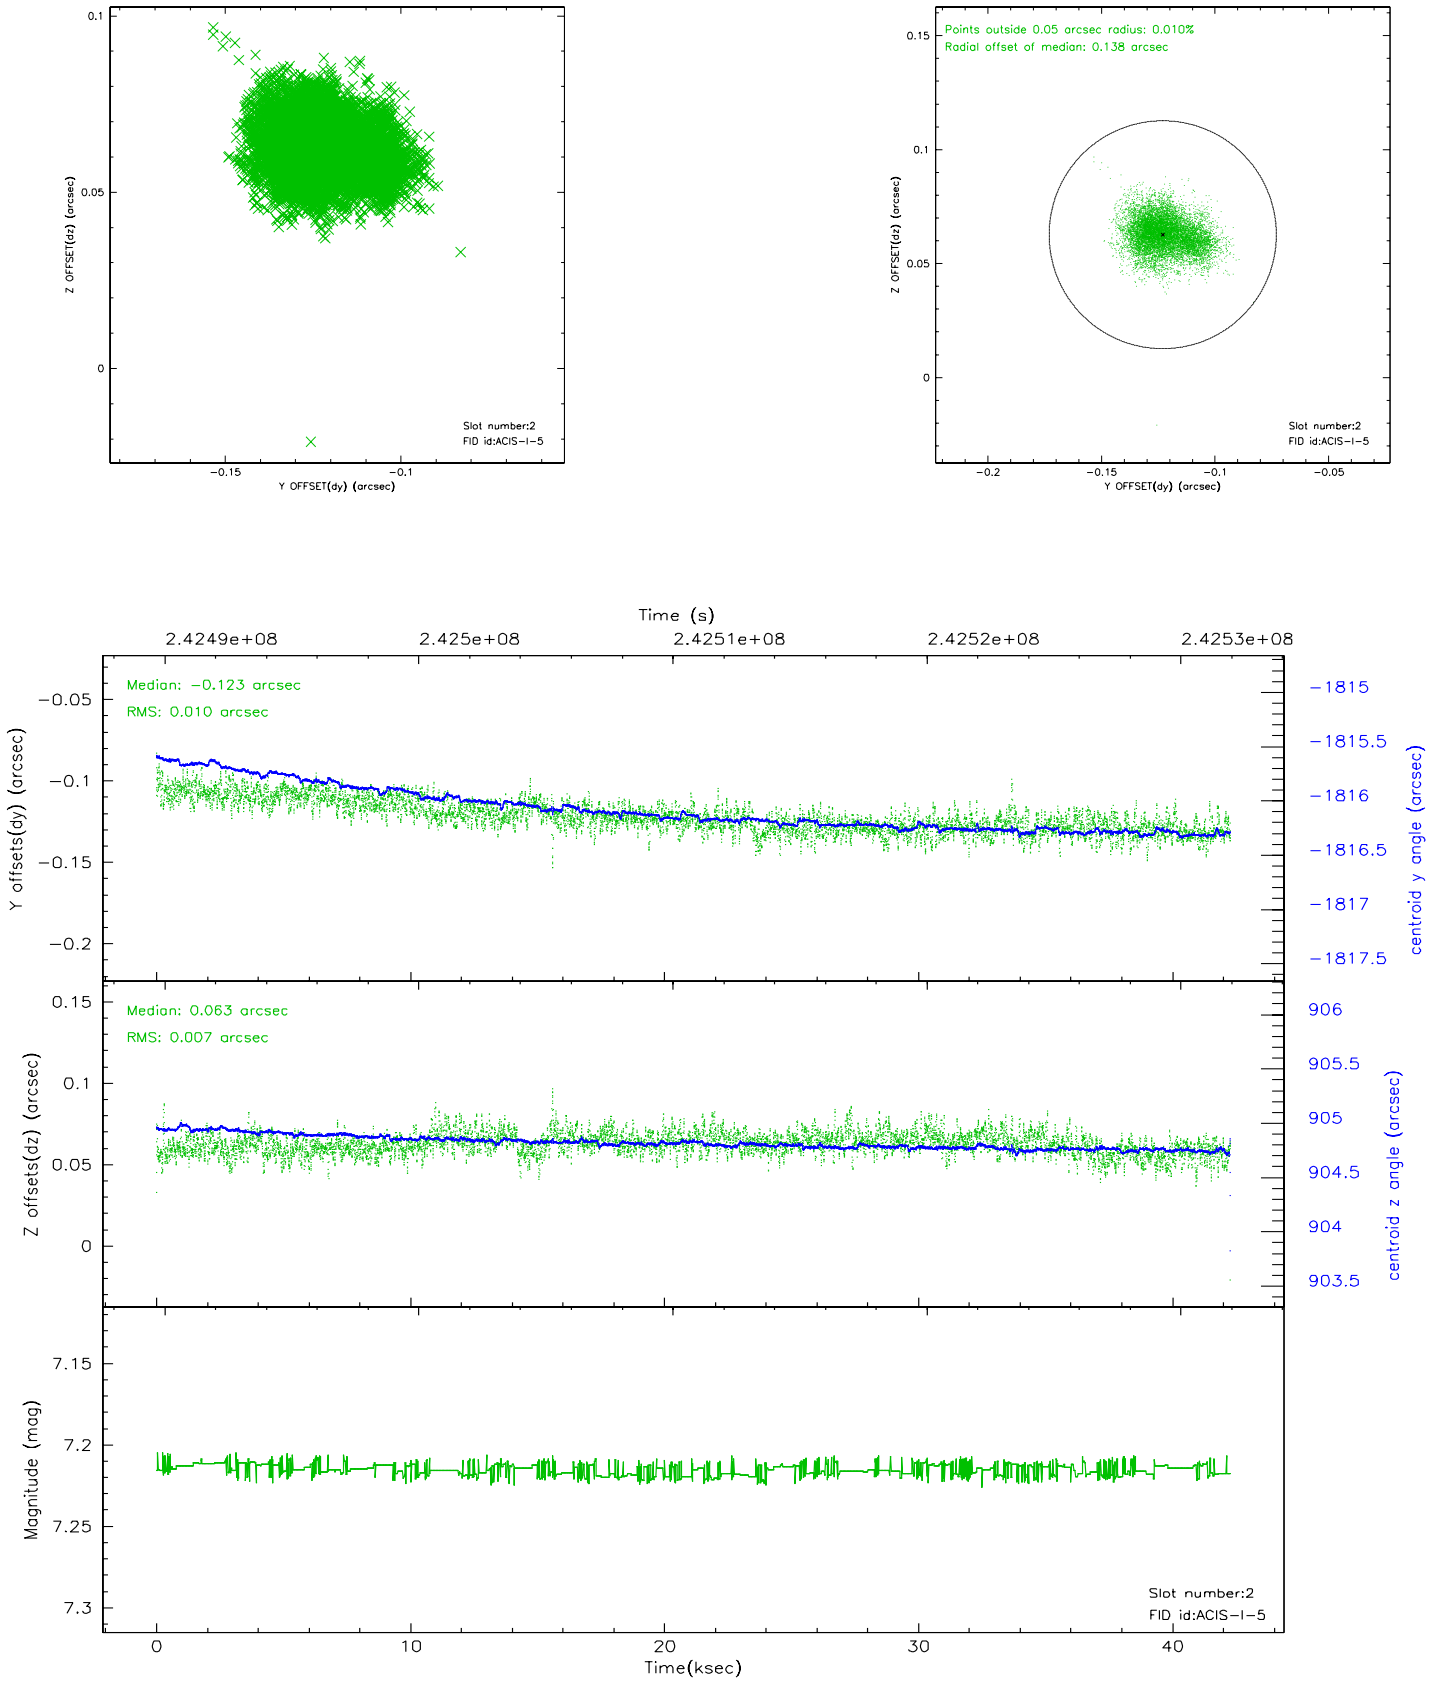 0.1
0.05
0
Z OFFSET(dz) (arcsec)
Slot number:2
FID id:ACIS-I-5
-0.15
-0.1
Y OFFSET(dy) (arcsec)
Points outside 0.05 arcsec radius: 0.010%
Radial offset of median: 0.138 arcsec
0.15
0.1
0.05
0
Z OFFSET(dz) (arcsec)
Slot number:2
FID id:ACIS-I-5
-0.2
-0.15
-0.1
-0.05
Y OFFSET(dy) (arcsec)
Time (s)
2.4249e+08
2.425e+08
2.4251e+08
2.4252e+08
2.4253e+08
Median: -0.123 arcsec
RMS: 0.010 arcsec
-0.05
-0.1
-0.15
-0.2
Y offsets(dy) (arcsec)
-1815
-1815.5
-1816
-1816.5
-1817
-1817.5
centroid y angle (arcsec)
Median: 0.063 arcsec
RMS: 0.007 arcsec
0.15
0.1
0.05
0
Z offsets(dz) (arcsec)
906
905.5
905
904.5
904
903.5
centroid z angle (arcsec)
7.15
7.2
7.25
7.3
Magnitude (mag)
Slot number:2
FID id:ACIS-I-5
0
10
20
30
40
Time(ksec)